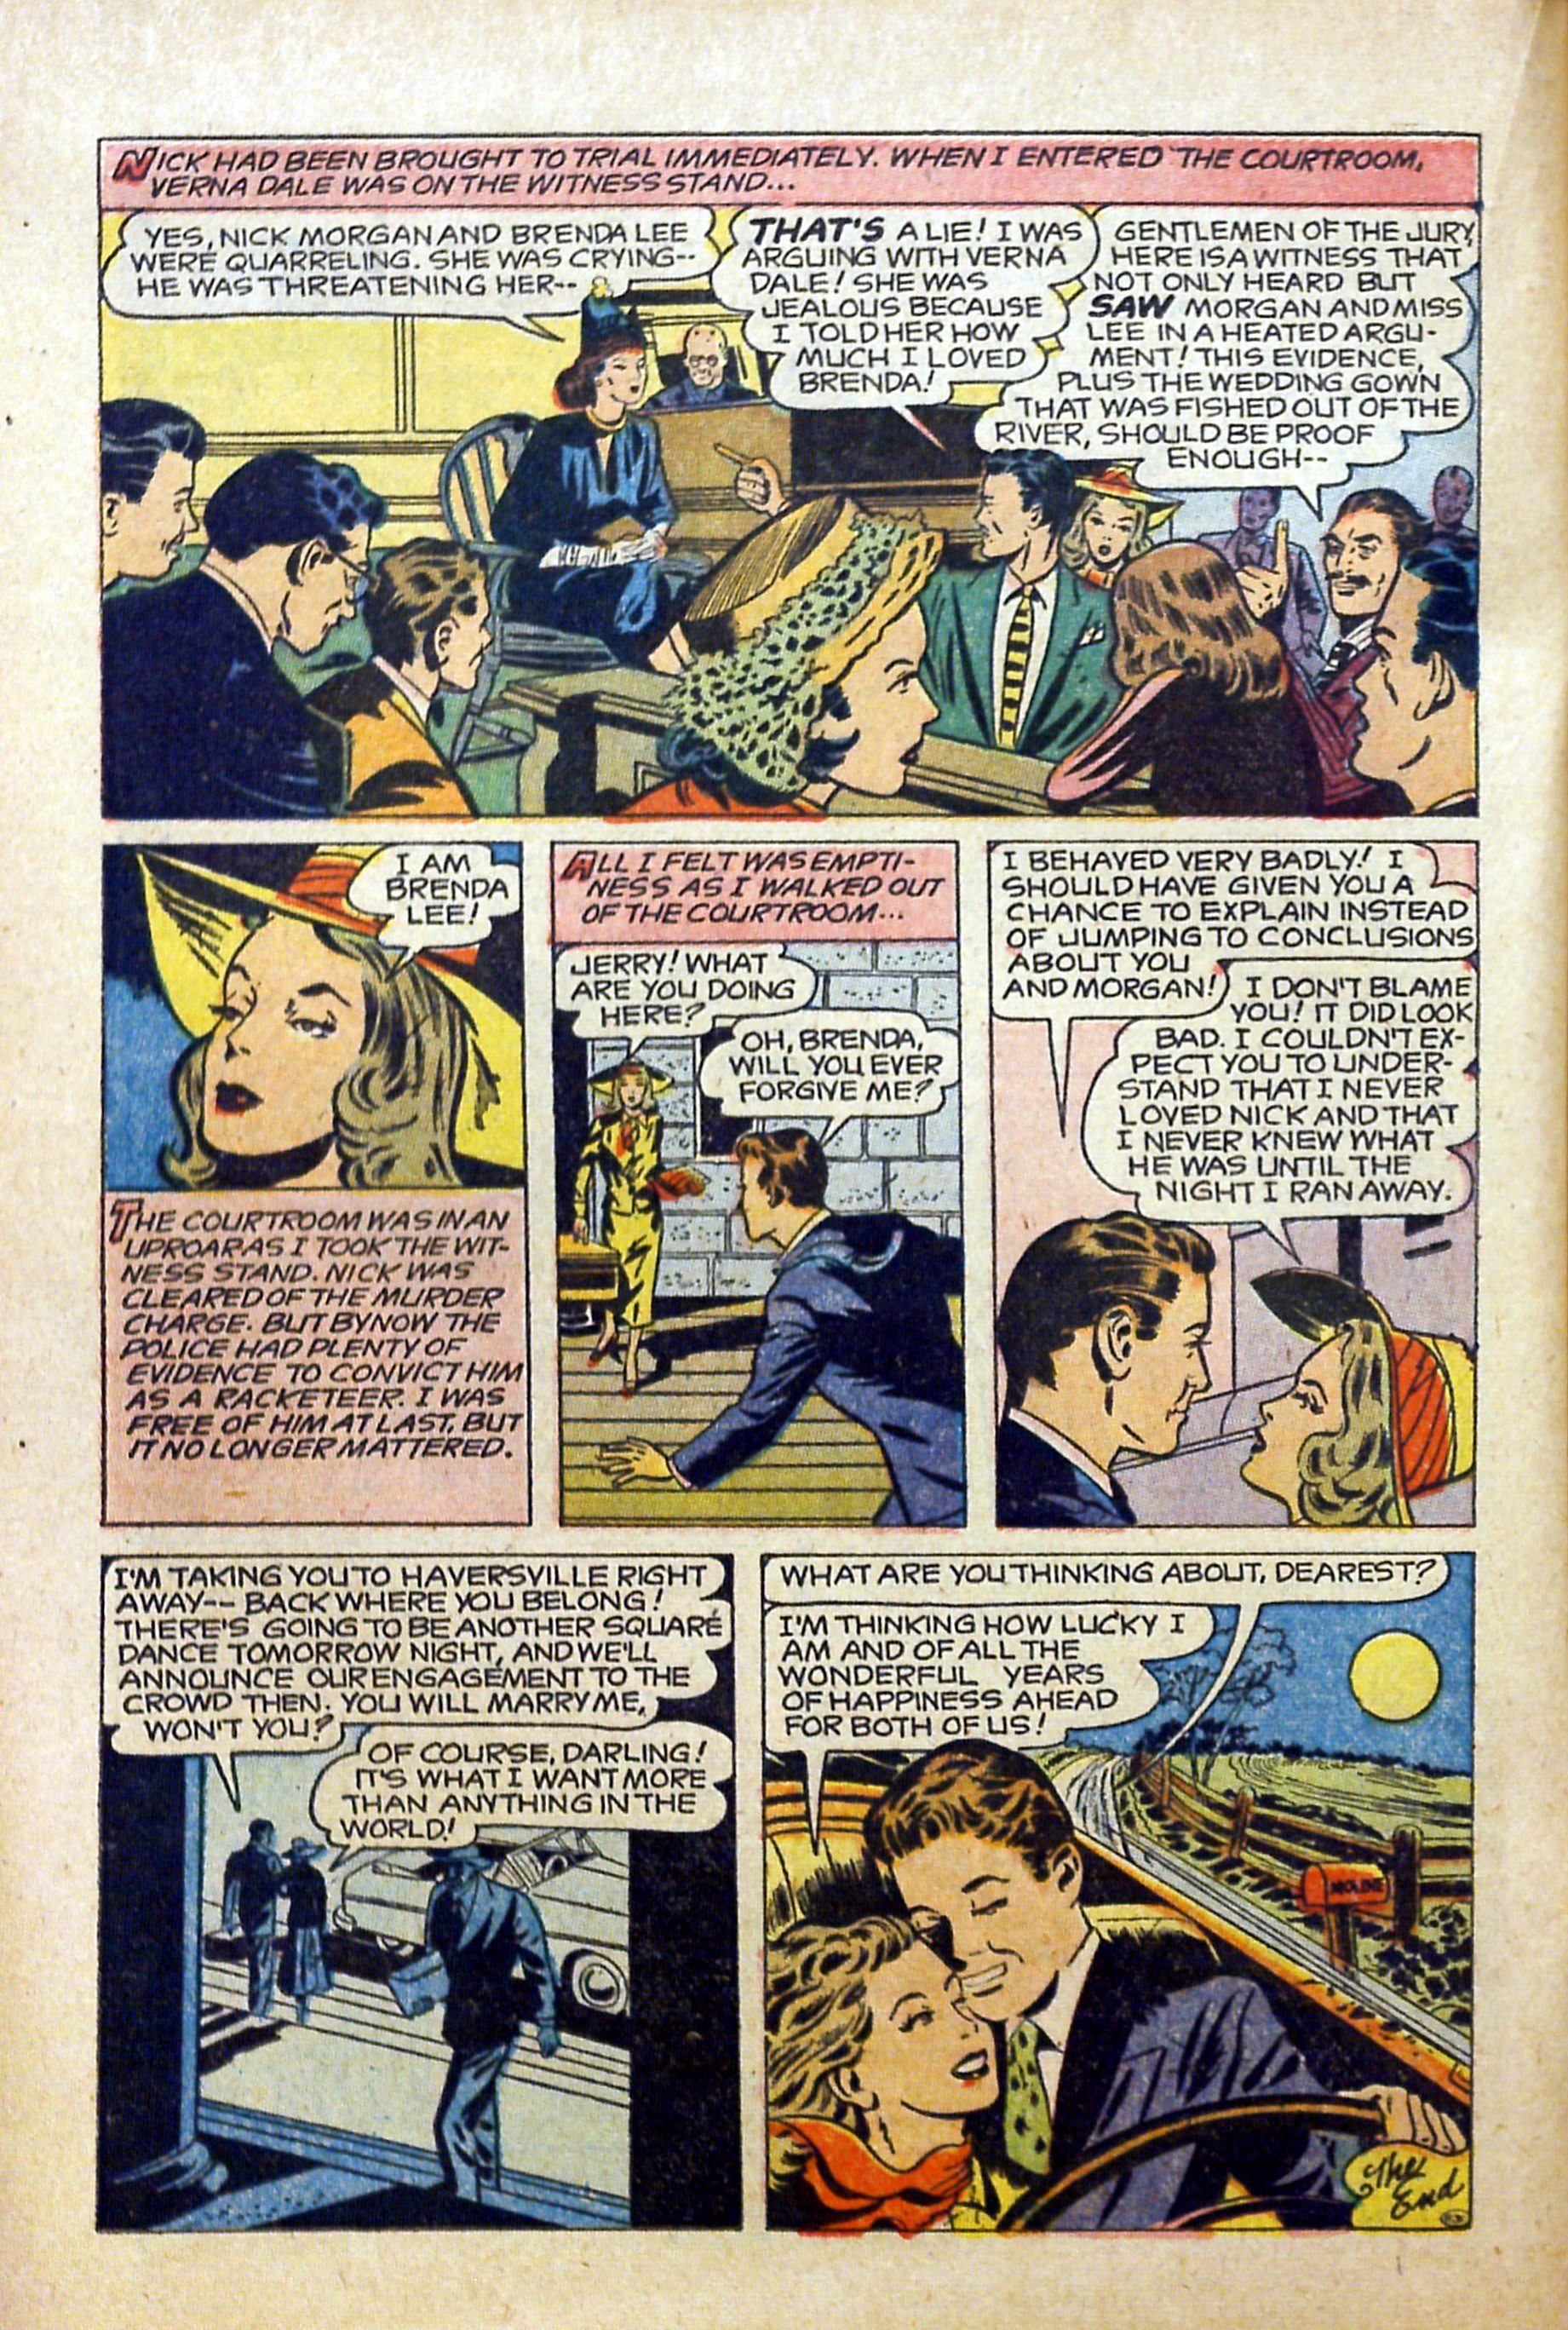 NICK HAD BEEN BROUGHT TO TRIAL IMMEDIATELY. WHEN I ENTERED THE COURTROOM,
VERNA DALE WAS ON THE WITNESS STAND...
YES, NICK MORGAN AND BRENDA LEE
WERE QUARRELING. SHE WAS CRYING--
HE WAS THREATENING HER--
THAT'S A LIE! I WAS
ARGUING WITH VERNA
DALE! SHE WAS
JEALOUS BECAUSE
I TOLD HER HOW
MUCH I LOVED
BRENDA!
GENTLEMEN OF THE JURY,
HERE IS A WITNESS THAT
NOT ONLY HEARD BUT
SAW MORGAN AND MISS
LEE IN A HEATED ARGU-
MENT! THIS EVIDENCE,
PLUS THE WEDDING GOWN
THAT WAS FISHED OUT OF THE
RIVER, SHOULD BE PROOF
ENOUGH--
I AM
BRENDA
LEE!
THE COURTROOM WAS IN AN
UPROAR AS I TOOK THE WIT-
NESS STAND. NICK WAS
CLEARED OF THE MURDER
CHARGE. BUT BY NOW THE
POLICE HAD PLENTY OF
EVIDENCE TO CONVICT HIM
AS A RACKETEER. I WAS
FREE OF HIM AT LAST, BUT
IT NO LONGER MATTERED.
ALL I FELT WAS EMPTI-
NESS AS I WALKED OUT
OF THE COURTROOM...
JERRY! WHAT
ARE YOU DOING
HERE?
OH, BRENDA,
WILL YOU EVER
FORGIVE ME?
I BEHAVED VERY BADLY! I
SHOULD HAVE GIVEN YOU A
CHANCE TO EXPLAIN INSTEAD
OF JUMPING TO CONCLUSIONS
ABOUT YOU
AND MORGAN!
I DON'T BLAME
YOU! IT DID LOOK
BAD. I COULDN'T EX-
PECT YOU TO UNDER-
STAND THAT I NEVER
LOVED NICK AND THAT
I NEVER KNEW WHAT
HE WAS UNTIL THE
NIGHT I RAN AWAY.
I'M TAKING YOU TO HAVERSVILLE RIGHT
AWAY-- BACK WHERE YOU BELONG!
THERE'S GOING TO BE ANOTHER SQUARE
DANCE TOMORROW NIGHT, AND WE'LL
ANNOUNCE OUR ENGAGEMENT TO THE
CROWD THEN. YOU WILL MARRY ME,
WON'T YOU?
OF COURSE, DARLING!
IT'S WHAT I WANT MORE
THAN ANYTHING IN THE
WORLD!
WHAT ARE YOU THINKING ABOUT, DEAREST?
I'M THINKING HOW LUCKY I
AM AND OF ALL THE
WONDERFUL YEARS
OF HAPPINESS AHEAD
FOR BOTH OF US!
The
End